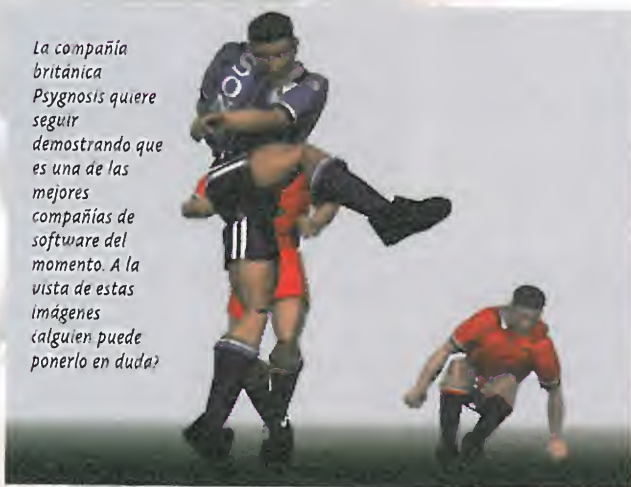 La compañía
británica
Psygnosis quiere
seguir
demostrando que
es una de las
mejores
compañías de
software del
momento. A la
vista de estas
imágenes
¿alguien puede
ponerlo en duda?